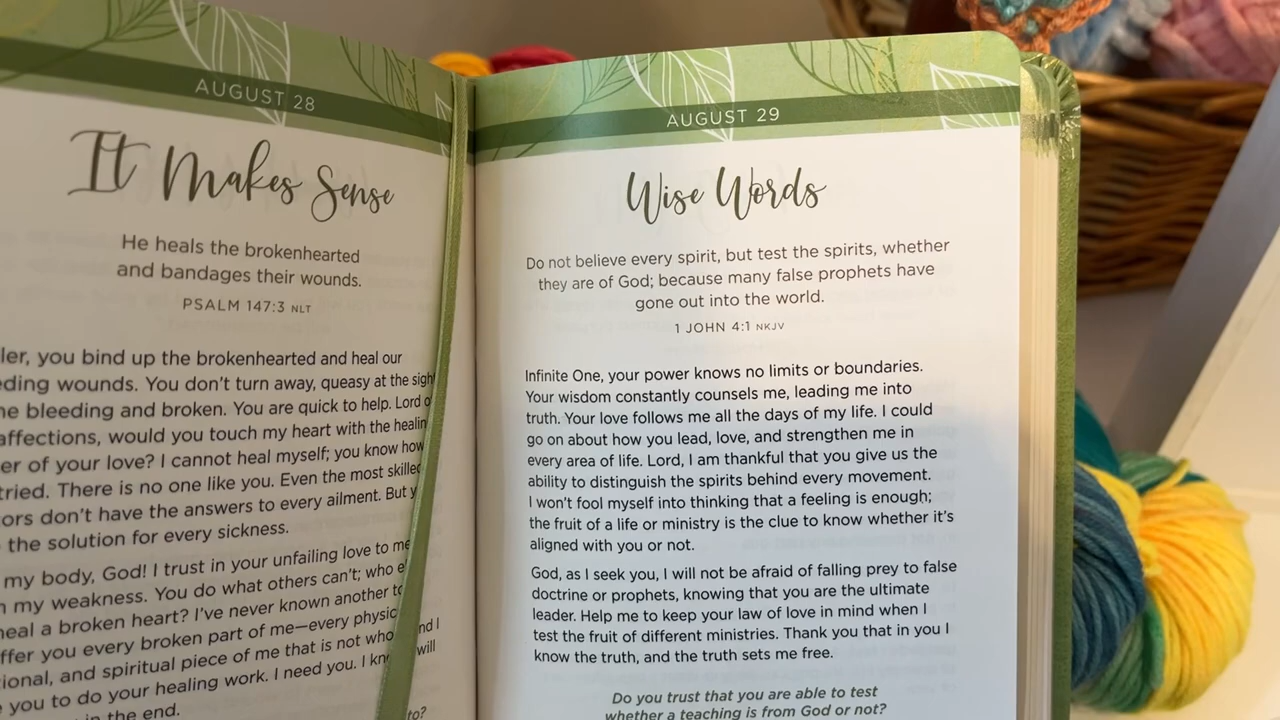 AUGUST 28
It Makes Sense
He heals the brokenhearted
and bandages their wounds.
PSALM 147:3 NLT
you bind up the brokenhearted and heal our
wounds. You don't turn away, queasy at the
bleeding and broken. You are quick to help. Lord
affections, would you touch my heart with the
of your love? I cannot heal myself; you know how
tried. There is no one like you. Even the most
don't have the answers to every ailment. But
the solution for every sickness.
my body, God! I trust in your unfailing love to
my weakness. You do what others can't; who
a broken heart? I've never known another
you every broken part of me—every
and spiritual piece of me that is not
you to do your healing work. I need you. I will
in the end.
AUGUST 29
Wise Words
Do not believe every spirit, but test the spirits, whether
they are of God; because many false prophets have
gone out into the world.
1 JOHN 4:1 NKJV
Infinite One, your power knows no limits or boundaries.
Your wisdom constantly counsels me, leading me into
truth. Your love follows me all the days of my life. I could
go on about how you lead, love, and strengthen me in
every area of life. Lord, I am thankful that you give us the
ability to distinguish the spirits behind every movement.
I won't fool myself into thinking that a feeling is enough;
the fruit of a life or ministry is the clue to know whether it's
aligned with you or not.
God, as I seek you, I will not be afraid of falling prey to false
doctrine or prophets, knowing that you are the ultimate
leader. Help me to keep your law of love in mind when I
test the fruit of different ministries. Thank you that in you I
know the truth, and the truth sets me free.
Do you trust that you are able to test
whether a teaching is from God or not?